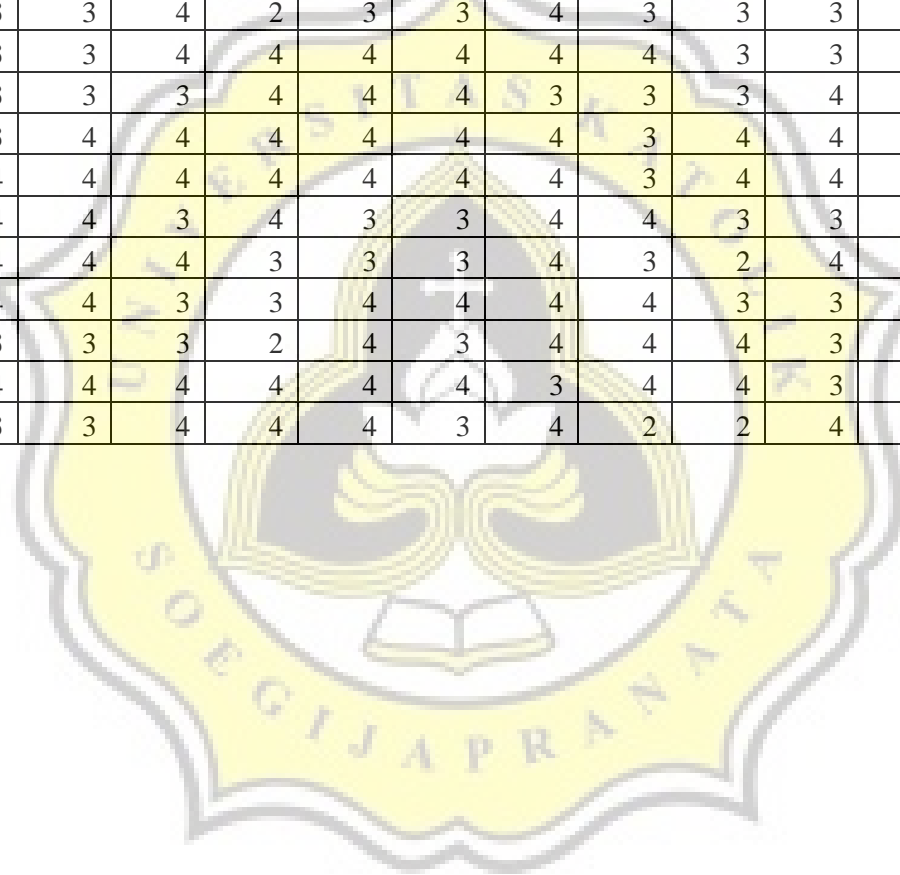 3 4 2 3 3 4 3 3 3
3 4 4 4 4 4 4 3 3
3 3 4 4 4 3 3 3 4
4 4 4 4 4 4 3 4 4
4 4 4 4 4 4 3 4 4
4 3 4 3 3 4 4 3 3
4 4 3 3 3 4 3 2 4
4 3 3 4 4 4 4 3 3
3 3 2 4 3 4 4 4 3
4 4 4 4 4 3 4 4 3
3 4 4 4 3 4 2 2 4
UNIVERSITAS KATOLIK
SOEGIJAPRANATA